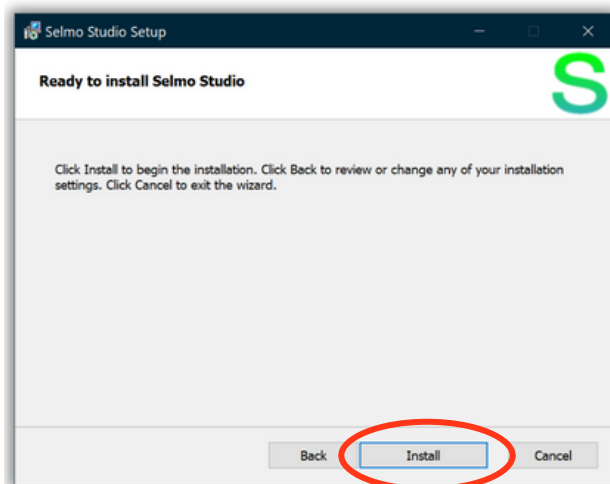 Selmo Studio Setup
Ready to install Selmo Studio
S
Click Install to begin the installation. Click Back to review or change any of your installation
settings. Click Cancel to exit the wizard.
Back Install Cancel